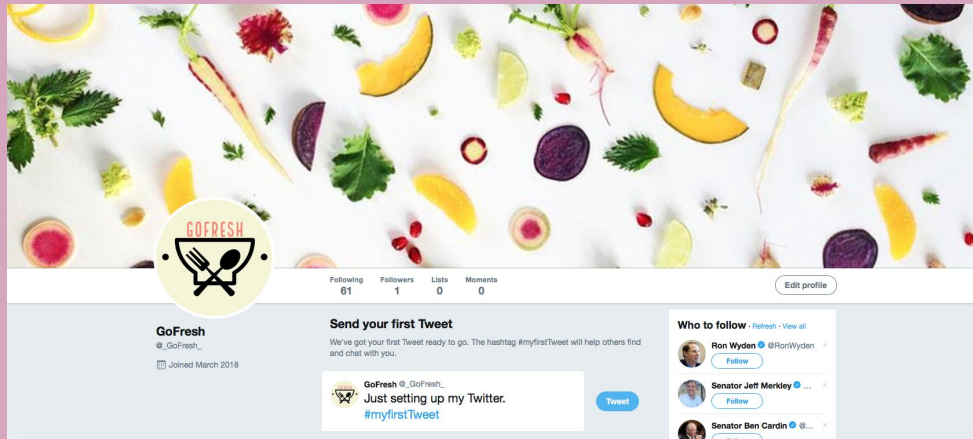 GOFRESH
Following Followers Lists Moments
61 1 0 0
Edit profile
GoFresh
@_GoFresh_
Joined March 2018
Send your first Tweet
We've got your first Tweet ready to go. The hashtag #myfirstTweet will help others find
and chat with you.
GoFresh @_GoFresh_
Just setting up my Twitter.
#myfirstTweet
Tweet
Who to follow · Refresh · View all
Ron Wyden @RonWyden ×
Follow
Senator Jeff Merkley ... ×
Follow
Senator Ben Cardin @... ×